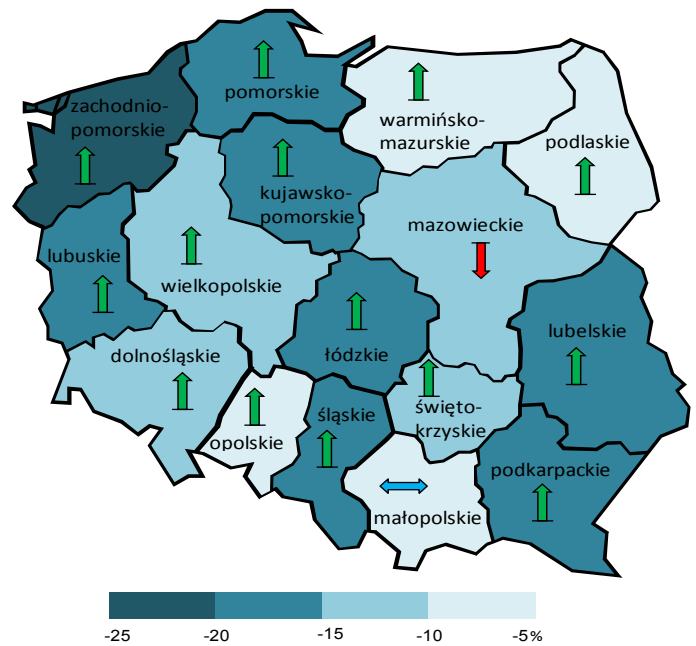 pomorskie
zachodnio-
pomorskie
warmińsko-
mazurskie
podlaskie
kujawsko-
pomorskie
mazowieckie
lubuskie
wielkopolskie
lubelskie
dolnośląskie
łódzkie
święto-
krzyskie
opolskie
śląskie
podkarpackie
małopolskie
-25 -20 -15 -10 -5%